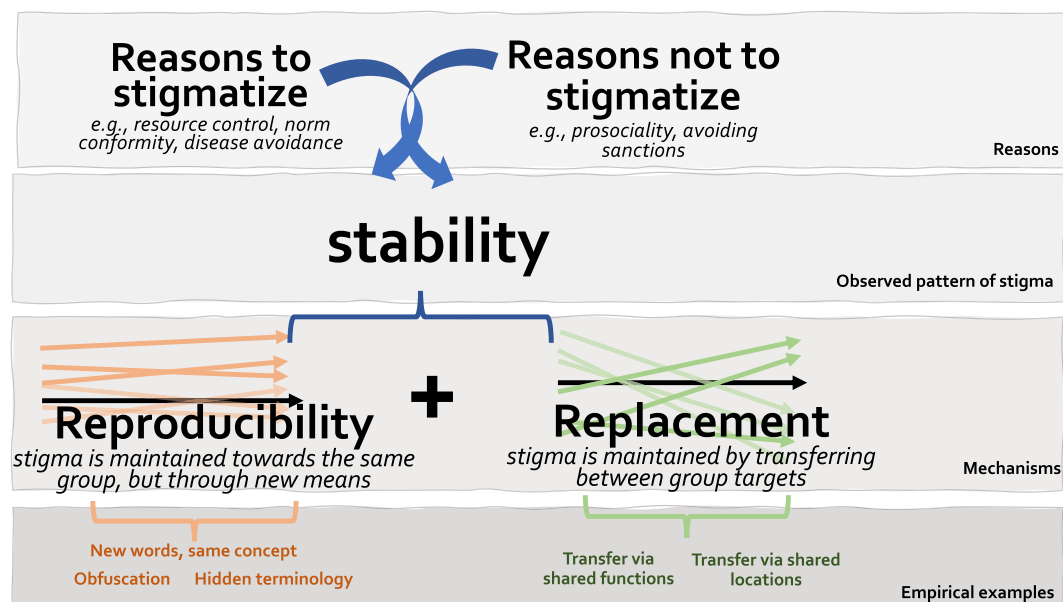 Reasons to
stigmatize
e.g., resource control, norm
conformity, disease avoidance
Reasons not to
stigmatize
e.g., prosociality, avoiding
sanctions
Reasons
stability
Observed pattern of stigma
Reproducibility
stigma is maintained towards the same
group, but through new means
+
Replacement
stigma is maintained by transferring
between group targets
Mechanisms
New words, same concept
Obfuscation
Hidden terminology
Transfer via
shared functions
Transfer via shared
locations
Empirical examples